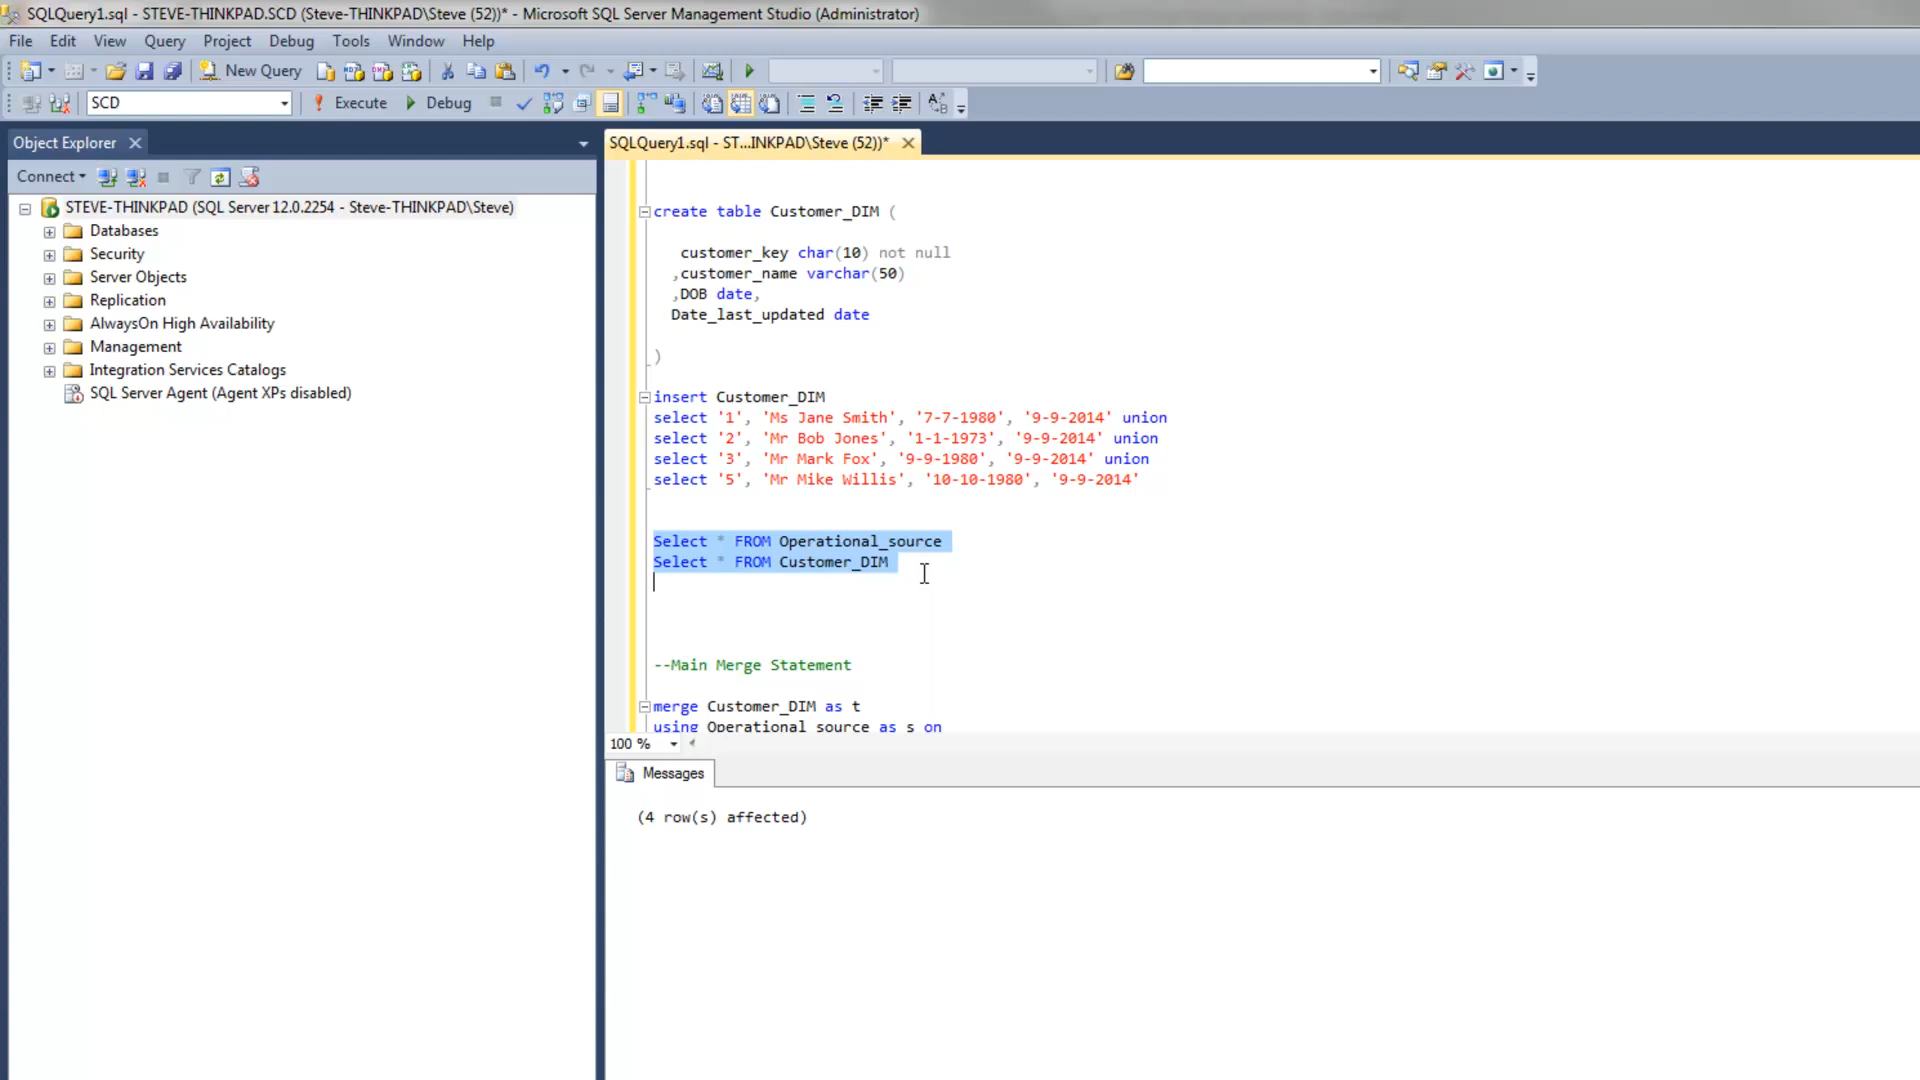 SQLQuery1.sql - STEVE-THINKPAD.SCD (Steve-THINKPAD\Steve (52))* - Microsoft SQL Server Management Studio (Administrator)
File Edit View Query Project Debug Tools Window Help
New Query
SCD Execute Debug
Object Explorer
SQLQuery1.sql - ST...INKPAD\Steve (52))*
Connect
STEVE-THINKPAD (SQL Server 12.0.2254 - Steve-THINKPAD\Steve)
Databases
Security
Server Objects
Replication
AlwaysOn High Availability
Management
Integration Services Catalogs
SQL Server Agent (Agent XPs disabled)
create table Customer_DIM (
customer_key char(10) not null
,customer_name varchar(50)
,DOB date,
Date_last_updated date
)
insert Customer_DIM
select '1', 'Ms Jane Smith', '7-7-1980', '9-9-2014' union
select '2', 'Mr Bob Jones', '1-1-1973', '9-9-2014' union
select '3', 'Mr Mark Fox', '9-9-1980', '9-9-2014' union
select '5', 'Mr Mike Willis', '10-10-1980', '9-9-2014'
Select * FROM Operational_source
Select * FROM Customer_DIM
--Main Merge Statement
merge Customer_DIM as t
using Operational_source as s on
100 %
Messages
(4 row(s) affected)